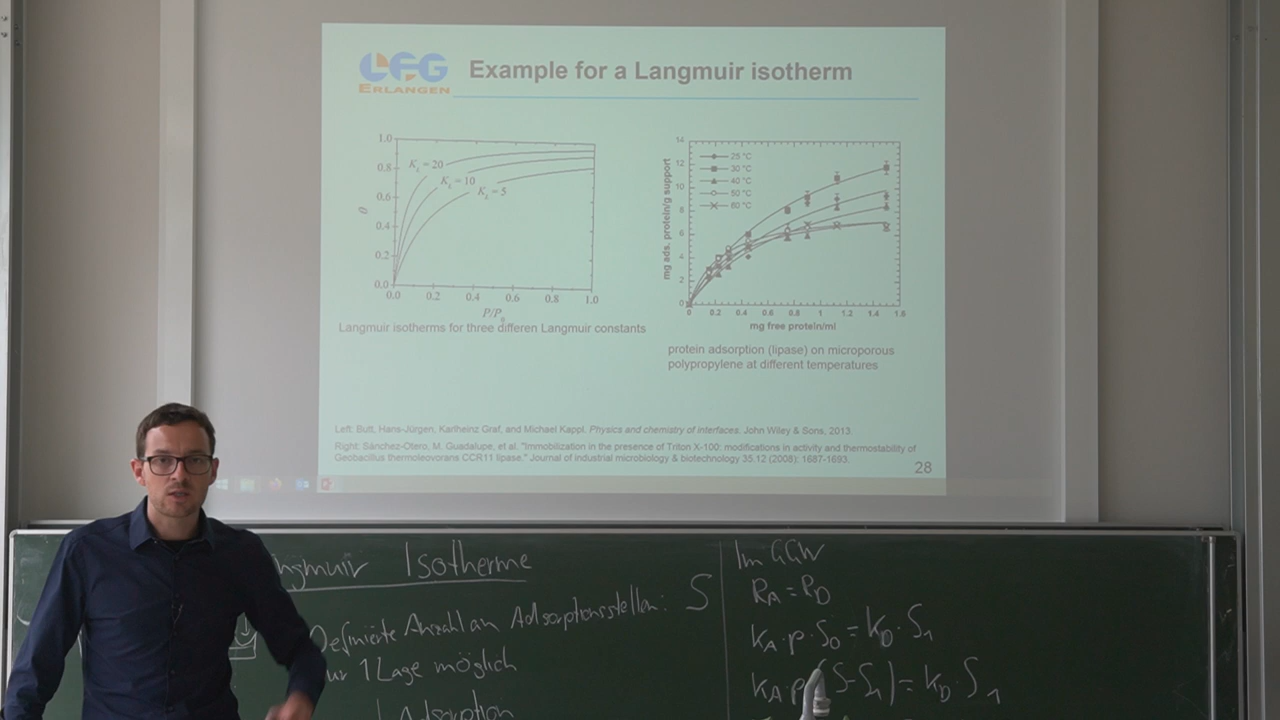 LFG
ERLANGEN
Example for a Langmuir isotherm
1.0
0.8
0.6
0.4
0.2
0.0
θ
K_L = 20
K_L = 10
K_L = 5
0.0 0.2 0.4 0.6 0.8 1.0
P/P₀
Langmuir isotherms for three differen Langmuir constants
14
12
10
8
6
4
2
0
mg ads. protein/g support
25 °C
30 °C
40 °C
50 °C
60 °C
0 0.2 0.4 0.6 0.8 1 1.2 1.4 1.6
mg free protein/ml
protein adsorption (lipase) on microporous
polypropylene at different temperatures
Left: Butt, Hans-Jürgen, Karlheinz Graf, and Michael Kappl. Physics and chemistry of interfaces. John Wiley & Sons, 2013.
Right: Sánchez-Otero, M. Guadalupe, et al. "Immobilization in the presence of Triton X-100: modifications in activity and thermostability of
Geobacillus thermoleovorans CCR11 lipase." Journal of industrial microbiology & biotechnology 35.12 (2008): 1687-1693.
28
ngmuir Isotherme
Definierte Anzahl an Adsorptionsstellen: S
ur 1 Lage möglich
Adsorption
Im GGW
R_A = R_D
K_A · p · S_0 = K_D · S_1
K_A · p (S - S_1) = K_D · S_1